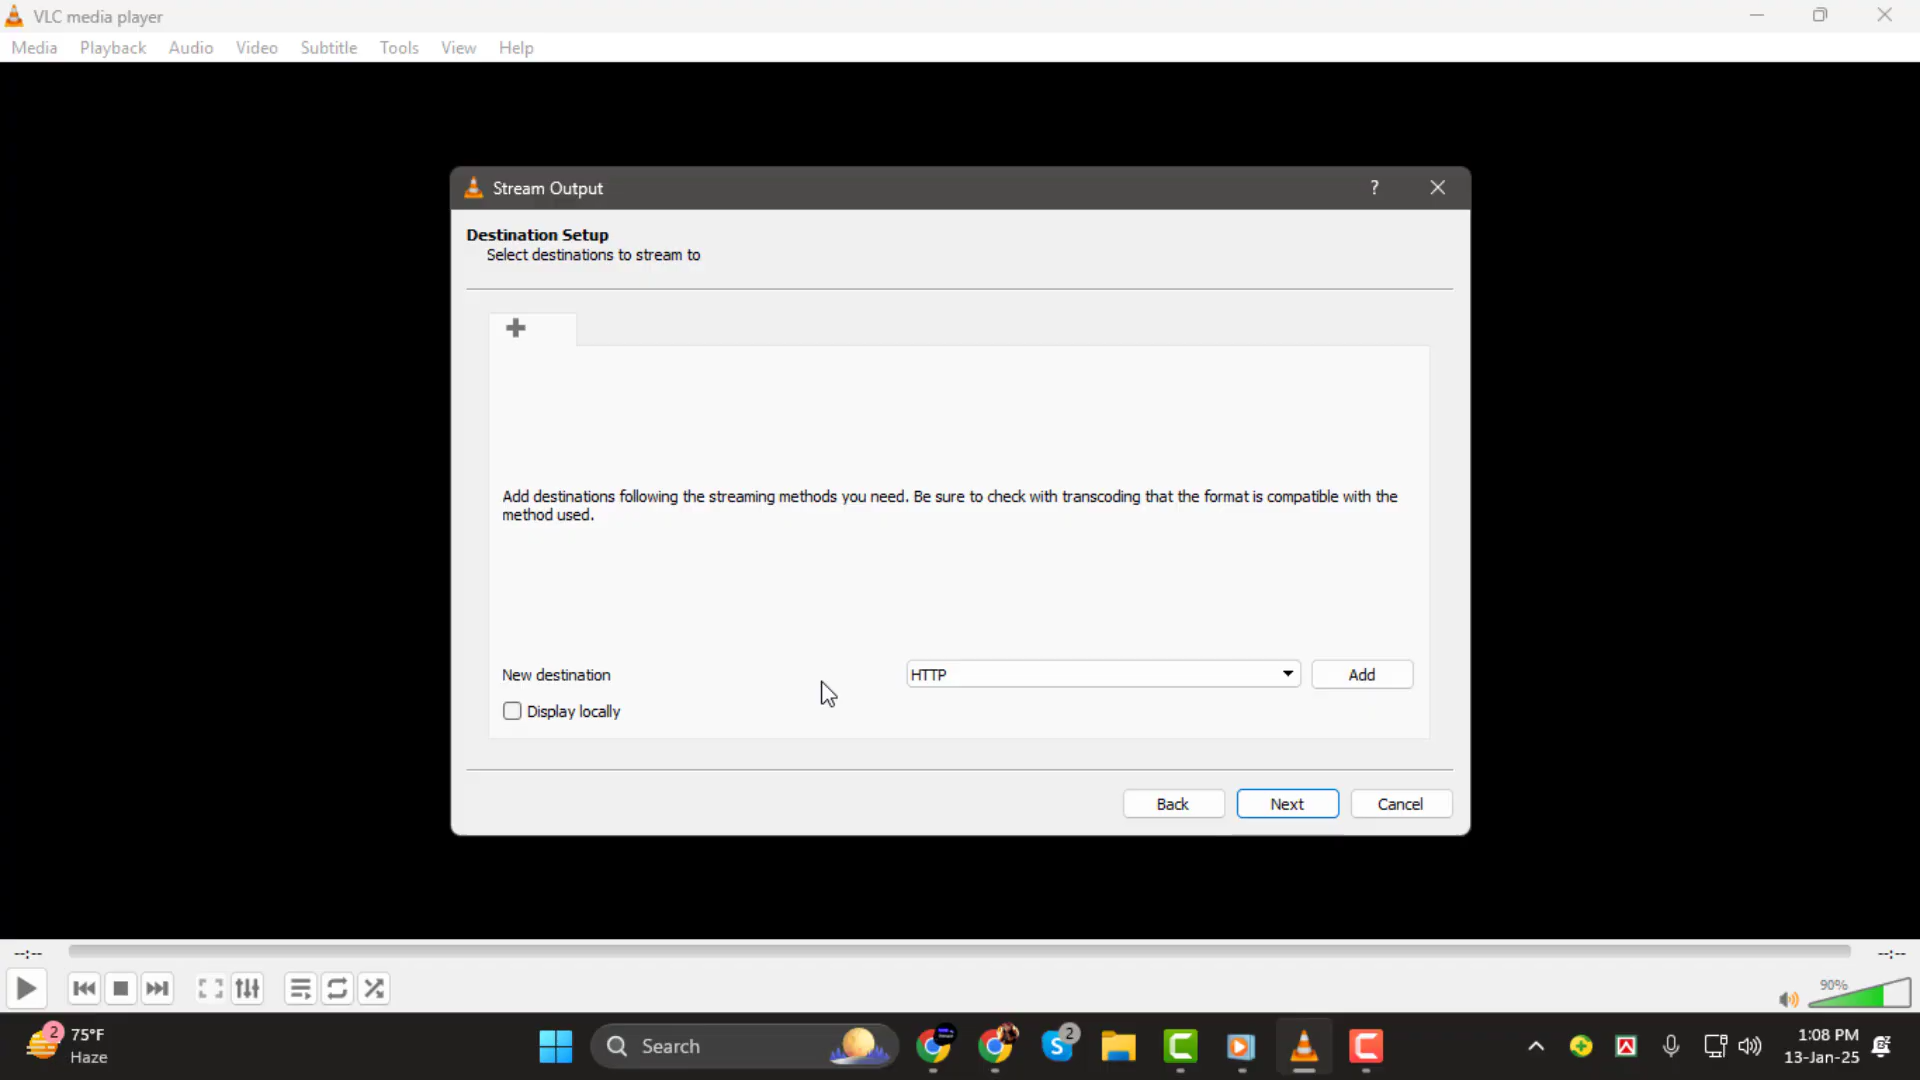 VLC media player
Media Playback Audio Video Subtitle Tools View Help
Stream Output ?
Destination Setup
Select destinations to stream to
Add destinations following the streaming methods you need. Be sure to check with transcoding that the format is compatible with the
method used.
New destination HTTP Add
Display locally
Back Next Cancel
--:-- --:--
90%
2 75°F
Haze
Search
2
1:08 PM
13-Jan-25